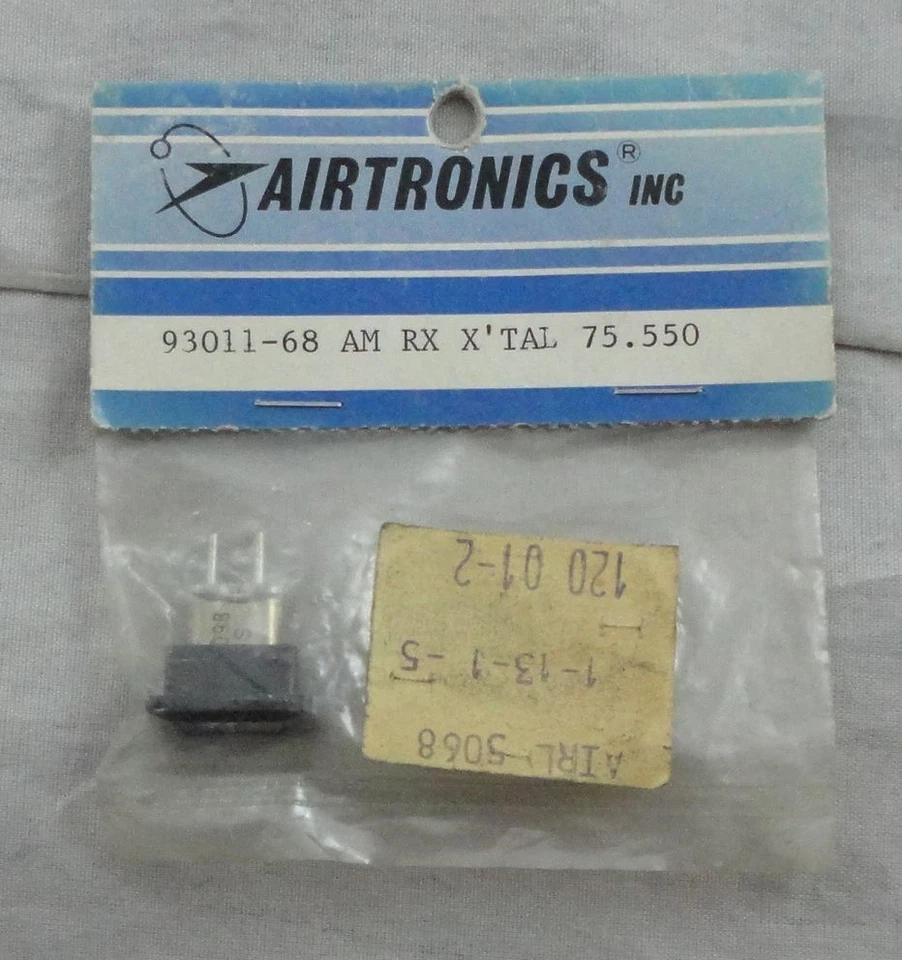 AIRTRONICS ® INC
93011-68 AM RX X'TAL 75.550
AIRL 5068
1-13-1 -5
120 01-2